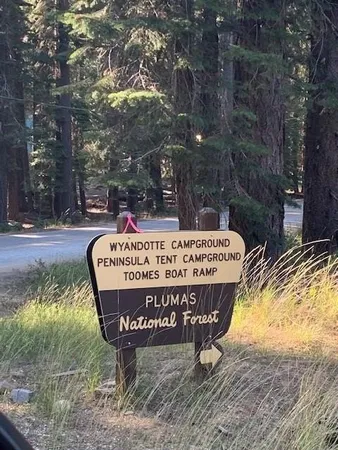 WYANDOTTE CAMPGROUND
PENINSULA TENT CAMPGROUND
TOOMES BOAT RAMP
PLUMAS
National Forest